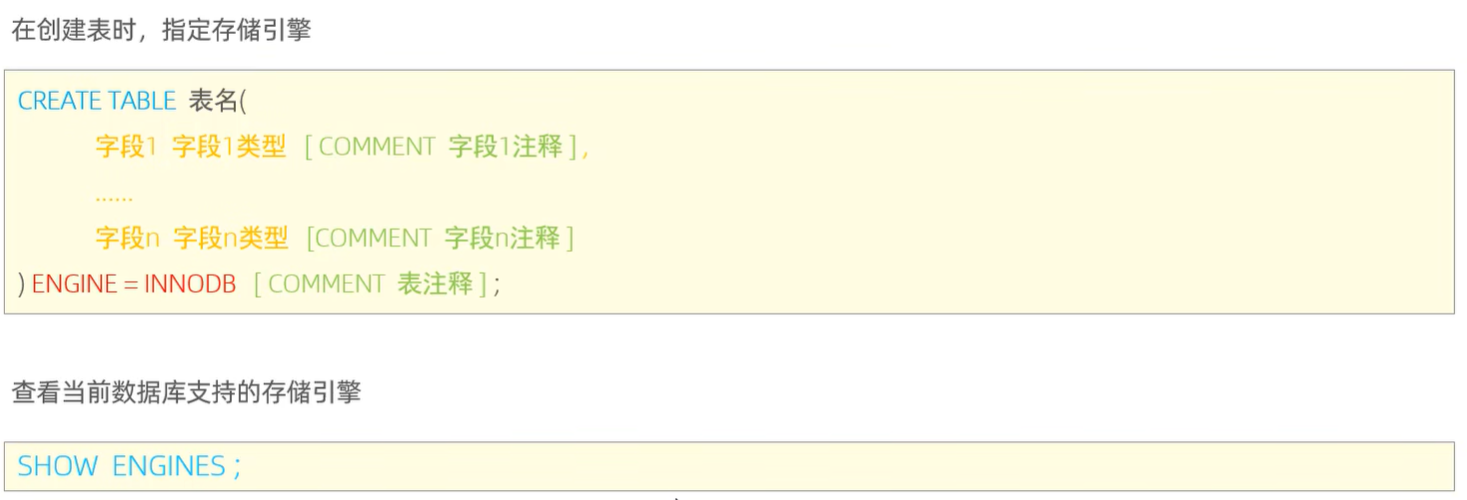 在创建表时，指定存储引擎
CREATE TABLE 表名(
字段1 字段1类型 [ COMMENT 字段1注释 ] ,
......
字段n 字段n类型 [COMMENT 字段n注释 ]
) ENGINE = INNODB [ COMMENT 表注释 ] ;
查看当前数据库支持的存储引擎
SHOW ENGINES ;